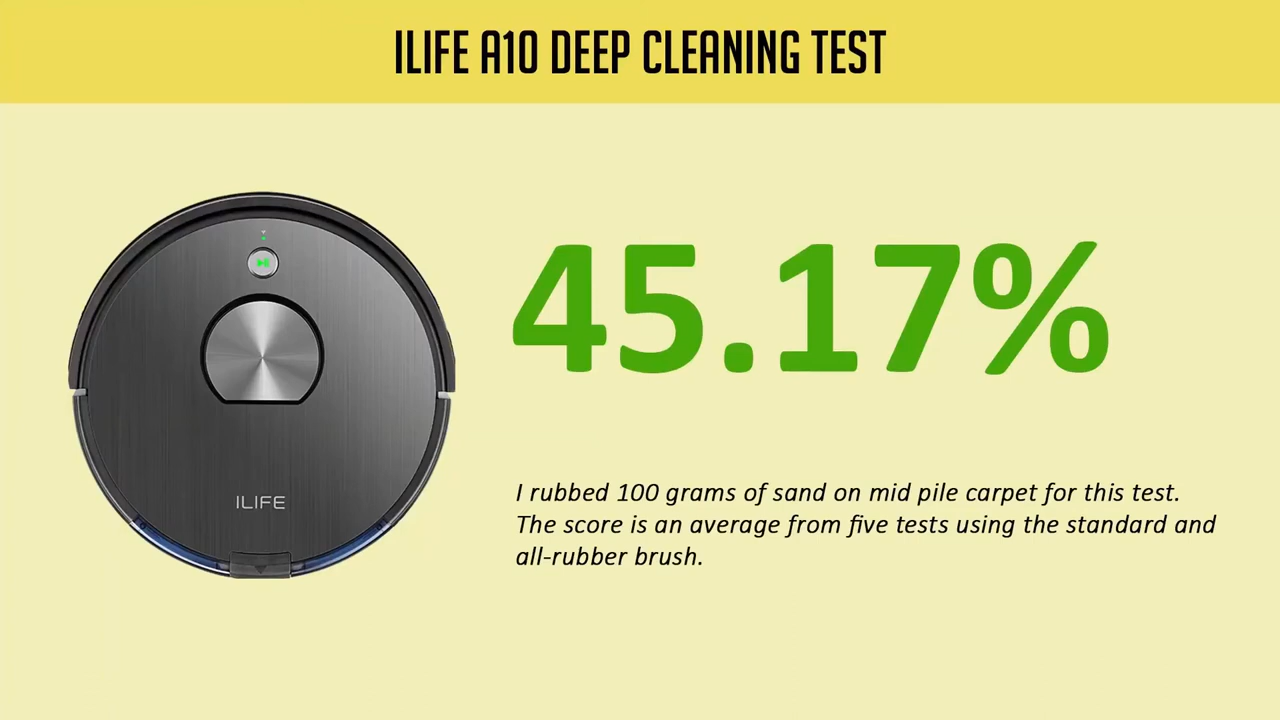 ILIFE A10 DEEP CLEANING TEST
45.17%
ILIFE
I rubbed 100 grams of sand on mid pile carpet for this test.
The score is an average from five tests using the standard and
all-rubber brush.